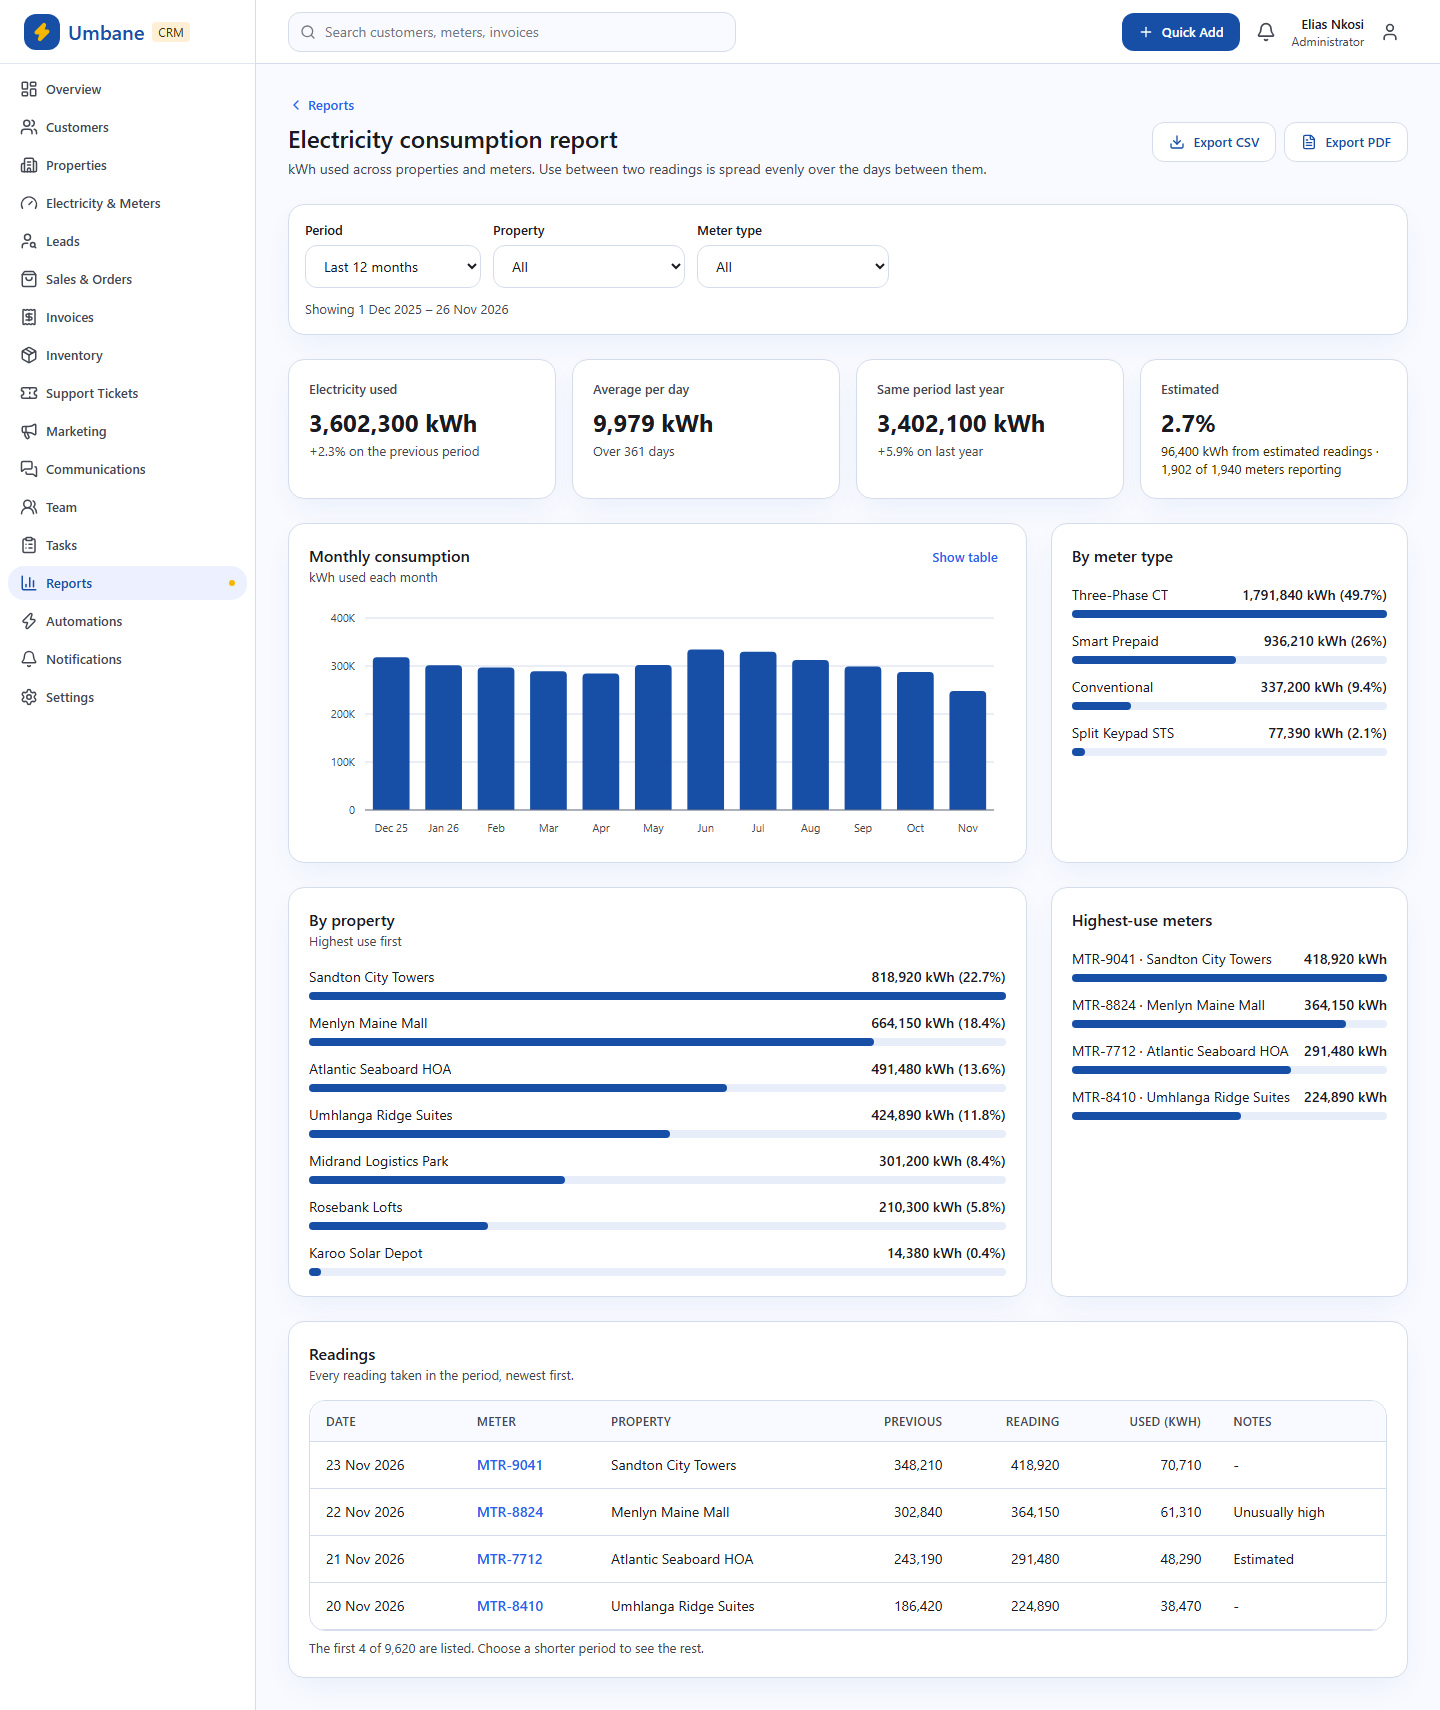 Umbane CRM
Search customers, meters, invoices
Quick Add
Elias Nkosi
Administrator
Overview
Customers
Properties
Electricity & Meters
Leads
Sales & Orders
Invoices
Inventory
Support Tickets
Marketing
Communications
Team
Tasks
Reports
Automations
Notifications
Settings
Reports
Electricity consumption report
kWh used across properties and meters. Use between two readings is spread evenly over the days between them.
Export CSV
Export PDF
Period
Property
Meter type
Last 12 months
All
All
Showing 1 Dec 2025 – 26 Nov 2026
Electricity used
3,602,300 kWh
+2.3% on the previous period
Average per day
9,979 kWh
Over 361 days
Same period last year
3,402,100 kWh
+5.9% on last year
Estimated
2.7%
96,400 kWh from estimated readings ·
1,902 of 1,940 meters reporting
Monthly consumption
kWh used each month
Show table
400K
300K
200K
100K
0
Dec 25 Jan 26 Feb Mar Apr May Jun Jul Aug Sep Oct Nov
By meter type
Three-Phase CT 1,791,840 kWh (49.7%)
Smart Prepaid 936,210 kWh (26%)
Conventional 337,200 kWh (9.4%)
Split Keypad STS 77,390 kWh (2.1%)
By property
Highest use first
Sandton City Towers 818,920 kWh (22.7%)
Menlyn Maine Mall 664,150 kWh (18.4%)
Atlantic Seaboard HOA 491,480 kWh (13.6%)
Umhlanga Ridge Suites 424,890 kWh (11.8%)
Midrand Logistics Park 301,200 kWh (8.4%)
Rosebank Lofts 210,300 kWh (5.8%)
Karoo Solar Depot 14,380 kWh (0.4%)
Highest-use meters
MTR-9041 · Sandton City Towers 418,920 kWh
MTR-8824 · Menlyn Maine Mall 364,150 kWh
MTR-7712 · Atlantic Seaboard HOA 291,480 kWh
MTR-8410 · Umhlanga Ridge Suites 224,890 kWh
Readings
Every reading taken in the period, newest first.
DATE METER PROPERTY PREVIOUS READING USED (KWH) NOTES
23 Nov 2026 MTR-9041 Sandton City Towers 348,210 418,920 70,710 -
22 Nov 2026 MTR-8824 Menlyn Maine Mall 302,840 364,150 61,310 Unusually high
21 Nov 2026 MTR-7712 Atlantic Seaboard HOA 243,190 291,480 48,290 Estimated
20 Nov 2026 MTR-8410 Umhlanga Ridge Suites 186,420 224,890 38,470 -
The first 4 of 9,620 are listed. Choose a shorter period to see the rest.